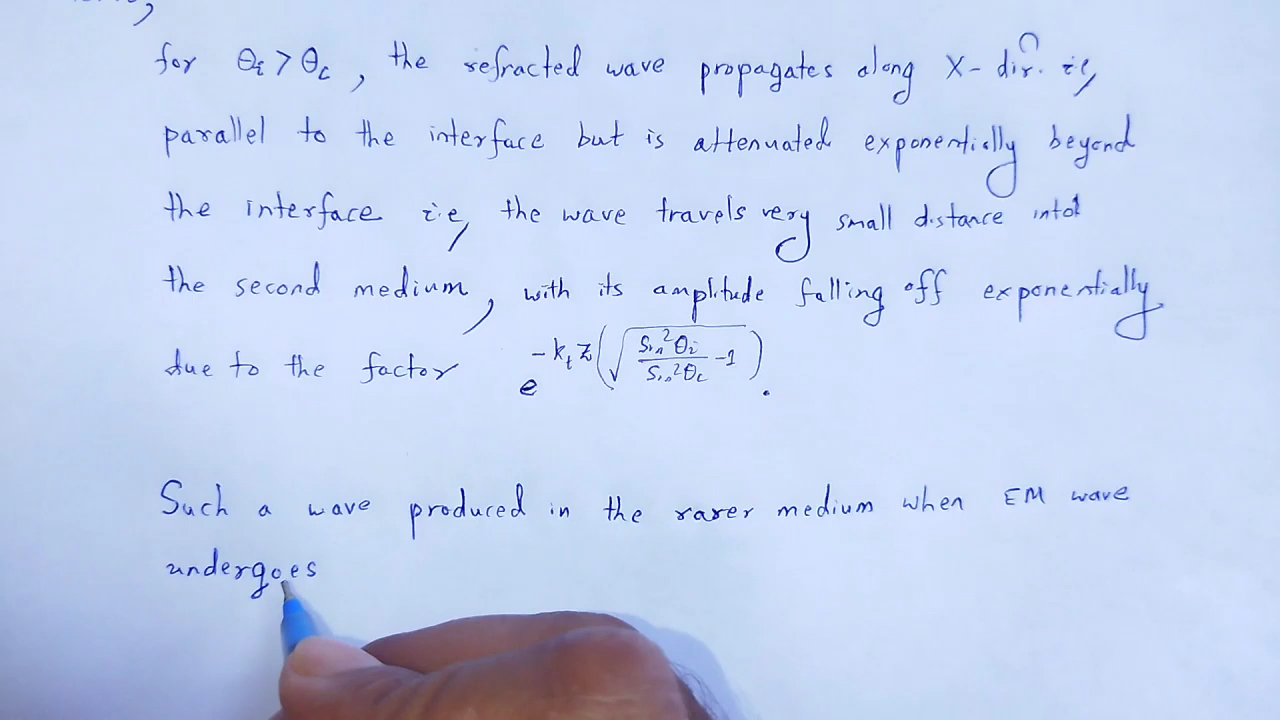 for θi > θc, the refracted wave propagates along X-dirⁿ. i.e,
parallel to the interface but is attenuated exponentially beyond
the interface i.e, the wave travels very small distance into
the second medium, with its amplitude falling off exponentially
due to the factor e^{-k_t z(√(Sin²θi/Sin²θc - 1))}.
Such a wave produced in the rarer medium when EM wave
undergoes